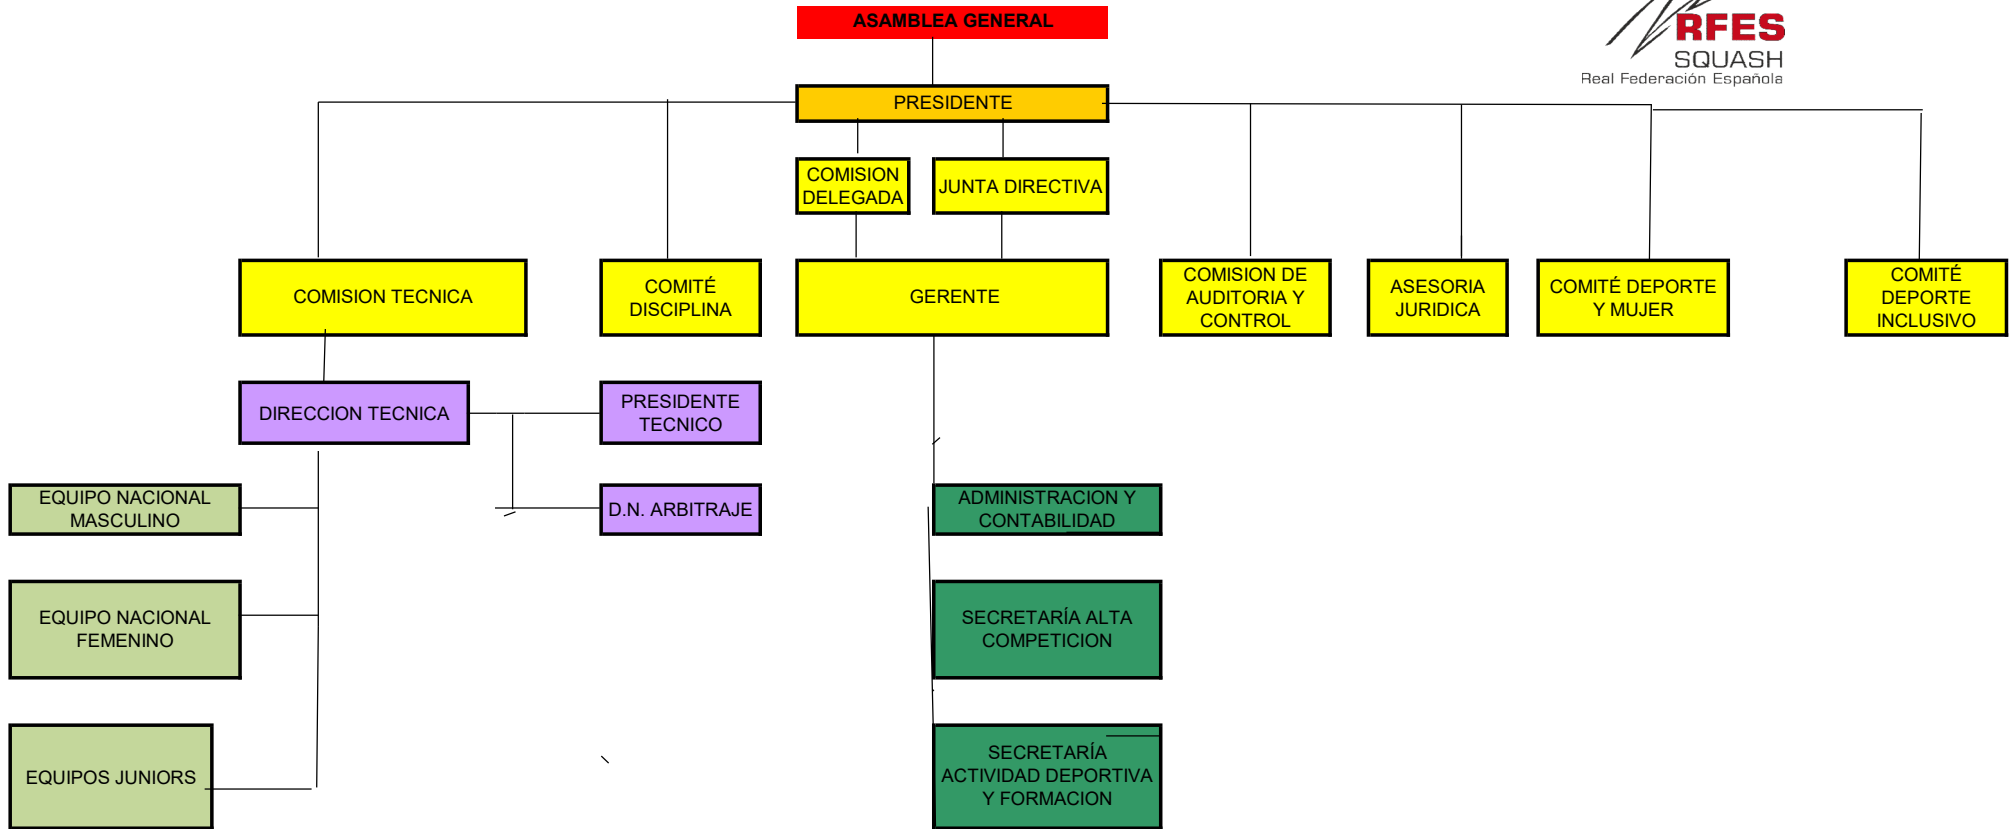 ASAMBLEA GENERAL
RFES
SQUASH
Real Federación Española
PRESIDENTE
COMISION
DELEGADA
JUNTA DIRECTIVA
COMISION TECNICA
COMITÉ
DISCIPLINA
GERENTE
COMISION DE
AUDITORIA Y
CONTROL
ASESORIA
JURIDICA
COMITÉ DEPORTE
Y MUJER
COMITÉ
DEPORTE
INCLUSIVO
DIRECCION TECNICA
PRESIDENTE
TECNICO
EQUIPO NACIONAL
MASCULINO
D.N. ARBITRAJE
ADMINISTRACION Y
CONTABILIDAD
EQUIPO NACIONAL
FEMENINO
SECRETARÍA ALTA
COMPETICION
EQUIPOS JUNIORS
SECRETARÍA
ACTIVIDAD DEPORTIVA
Y FORMACION